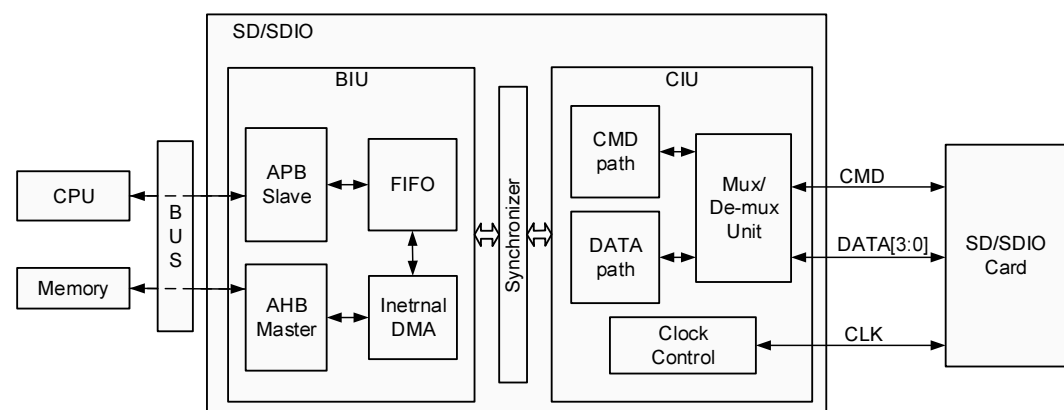 SD/SDIO
BIU
CIU
CPU
Memory
B
U
S
APB
Slave
FIFO
AHB
Master
Inetrnal
DMA
Synchronizer
CMD
path
DATA
path
Mux/
De-mux
Unit
Clock
Control
CMD
DATA[3:0]
CLK
SD/SDIO
Card